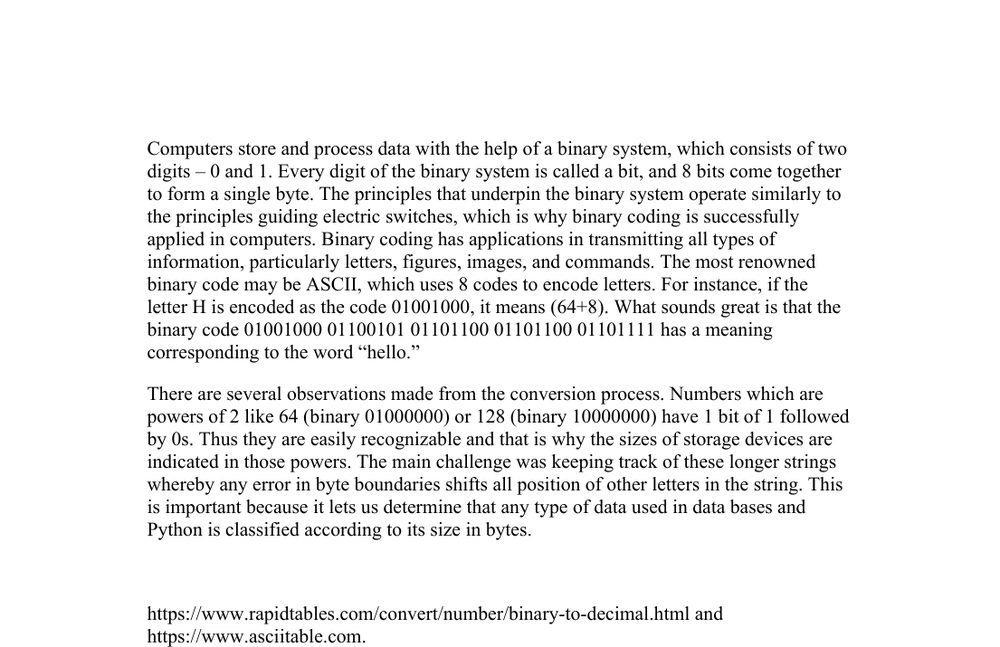 Computers store and process data with the help of a binary system, which consists of two
digits – 0 and 1. Every digit of the binary system is called a bit, and 8 bits come together
to form a single byte. The principles that underpin the binary system operate similarly to
the principles guiding electric switches, which is why binary coding is successfully
applied in computers. Binary coding has applications in transmitting all types of
information, particularly letters, figures, images, and commands. The most renowned
binary code may be ASCII, which uses 8 codes to encode letters. For instance, if the
letter H is encoded as the code 01001000, it means (64+8). What sounds great is that the
binary code 01001000 01100101 01101100 01101100 01101111 has a meaning
corresponding to the word “hello.”
There are several observations made from the conversion process. Numbers which are
powers of 2 like 64 (binary 01000000) or 128 (binary 10000000) have 1 bit of 1 followed
by 0s. Thus they are easily recognizable and that is why the sizes of storage devices are
indicated in those powers. The main challenge was keeping track of these longer strings
whereby any error in byte boundaries shifts all position of other letters in the string. This
is important because it lets us determine that any type of data used in data bases and
Python is classified according to its size in bytes.
https://www.rapidtables.com/convert/number/binary-to-decimal.html and
https://www.asciitable.com.